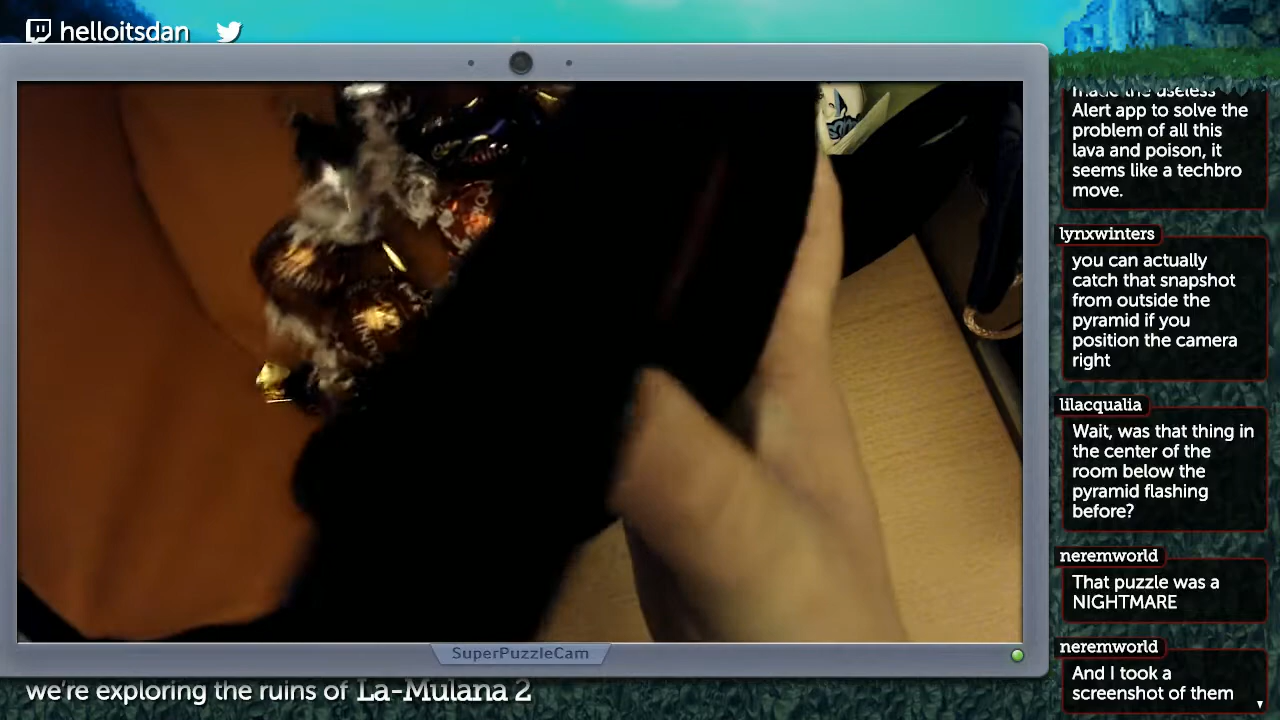 helloitsdan
made the useless
Alert app to solve the
problem of all this
lava and poison, it
seems like a techbro
move.
lynxwinters
you can actually
catch that snapshot
from outside the
pyramid if you
position the camera
right
lilacqualia
Wait, was that thing in
the center of the
room below the
pyramid flashing
before?
neremworld
That puzzle was a
NIGHTMARE
neremworld
And I took a
screenshot of them
SuperPuzzleCam
we're exploring the ruins of La-Mulana 2